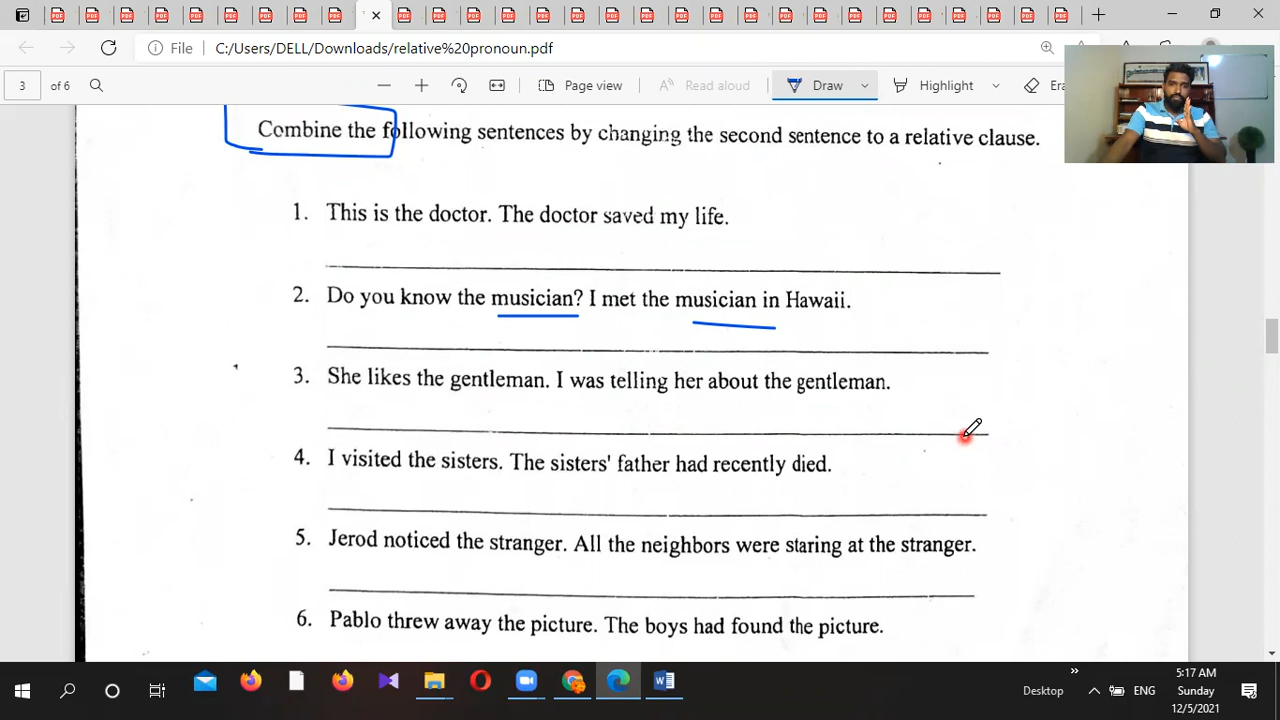 File
C:/Users/DELL/Downloads/relative%20pronoun.pdf
3 of 6
Page view
Read aloud
Draw
Highlight
Combine the following sentences by changing the second sentence to a relative clause.
1. This is the doctor. The doctor saved my life.
2. Do you know the musician? I met the musician in Hawaii.
3. She likes the gentleman. I was telling her about the gentleman.
4. I visited the sisters. The sisters' father had recently died.
5. Jerod noticed the stranger. All the neighbors were staring at the stranger.
6. Pablo threw away the picture. The boys had found the picture.
Desktop
ENG
5:17 AM
Sunday
12/5/2021